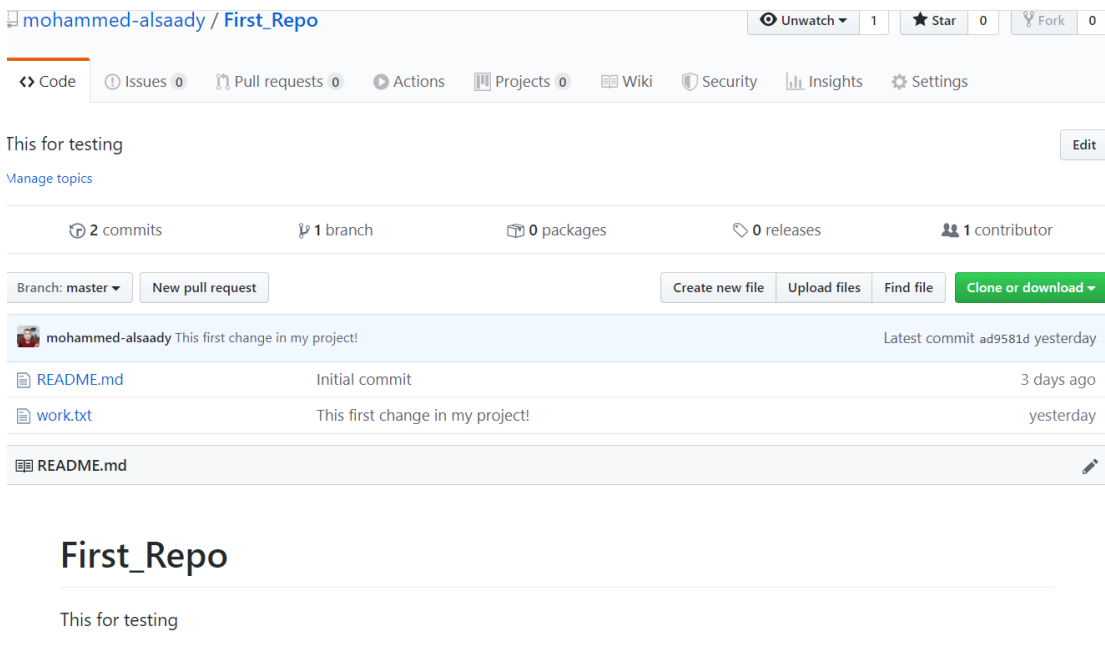 mohammed-alsaady / First_Repo Unwatch 1 Star 0 Fork 0
Code Issues 0 Pull requests 0 Actions Projects 0 Wiki Security Insights Settings
This for testing Edit
Manage topics
2 commits 1 branch 0 packages 0 releases 1 contributor
Branch: master New pull request Create new file Upload files Find file Clone or download
mohammed-alsaady This first change in my project! Latest commit ad9581d yesterday
README.md Initial commit 3 days ago
work.txt This first change in my project! yesterday
README.md
First_Repo
This for testing